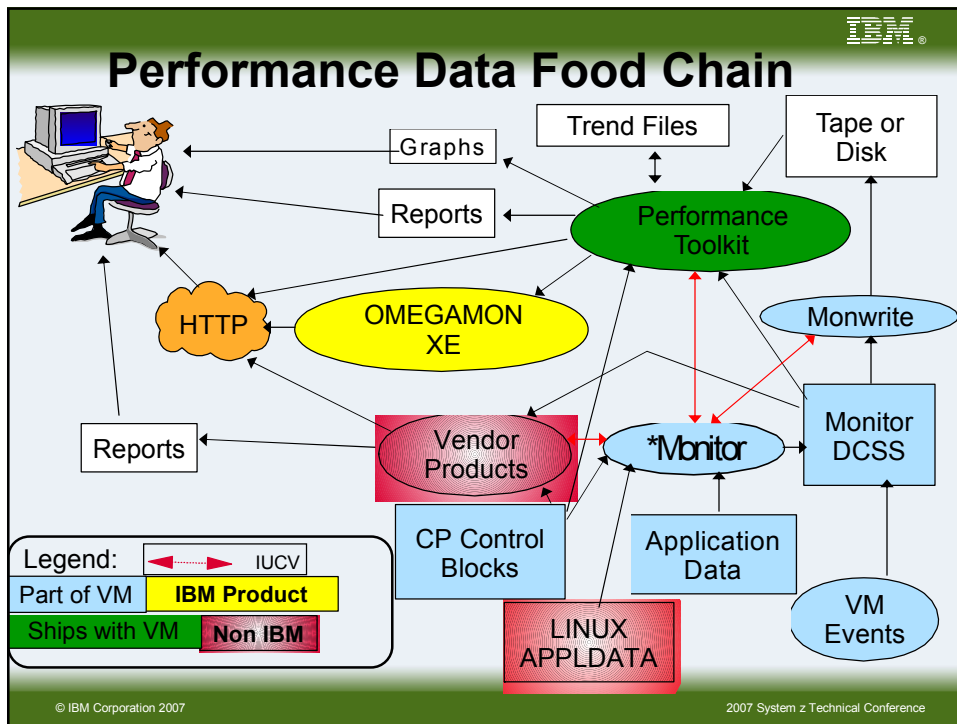 IBM ®
Performance Data Food Chain
Trend Files
Tape or
Disk
Graphs
Reports
Performance
Toolkit
HTTP
OMEGAMON
XE
Monwrite
Reports
Vendor
Products
*Monitor
Monitor
DCSS
CP Control
Blocks
Application
Data
LINUX
APPLDATA
VM
Events
Legend:
IUCV
Part of VM
IBM Product
Ships with VM
Non IBM
© IBM Corporation 2007
2007 System z Technical Conference